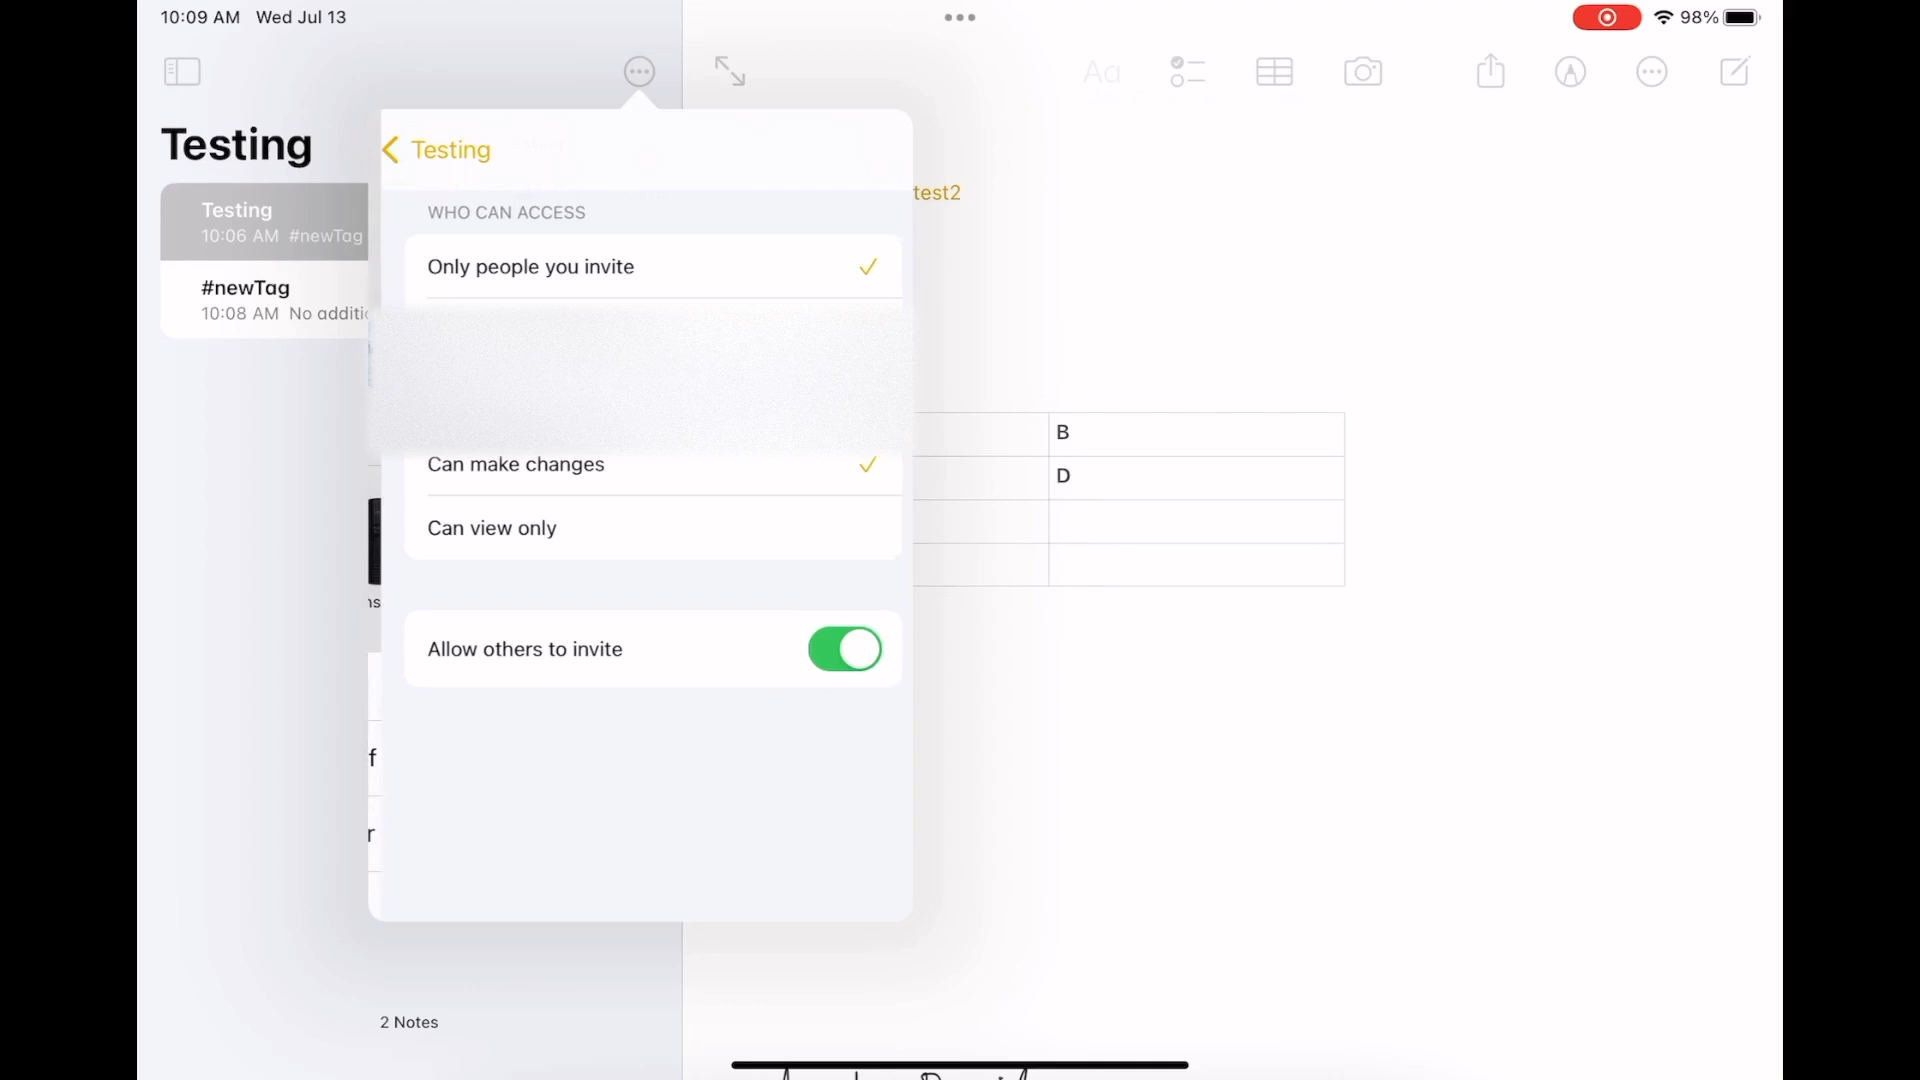 10:09 AM Wed Jul 13
98%
Aa
Testing
Testing
10:06 AM #newTag
#newTag
10:08 AM No additi
Testing
WHO CAN ACCESS
Only people you invite
Can make changes
Can view only
Allow others to invite
f
r
test2
B
D
2 Notes